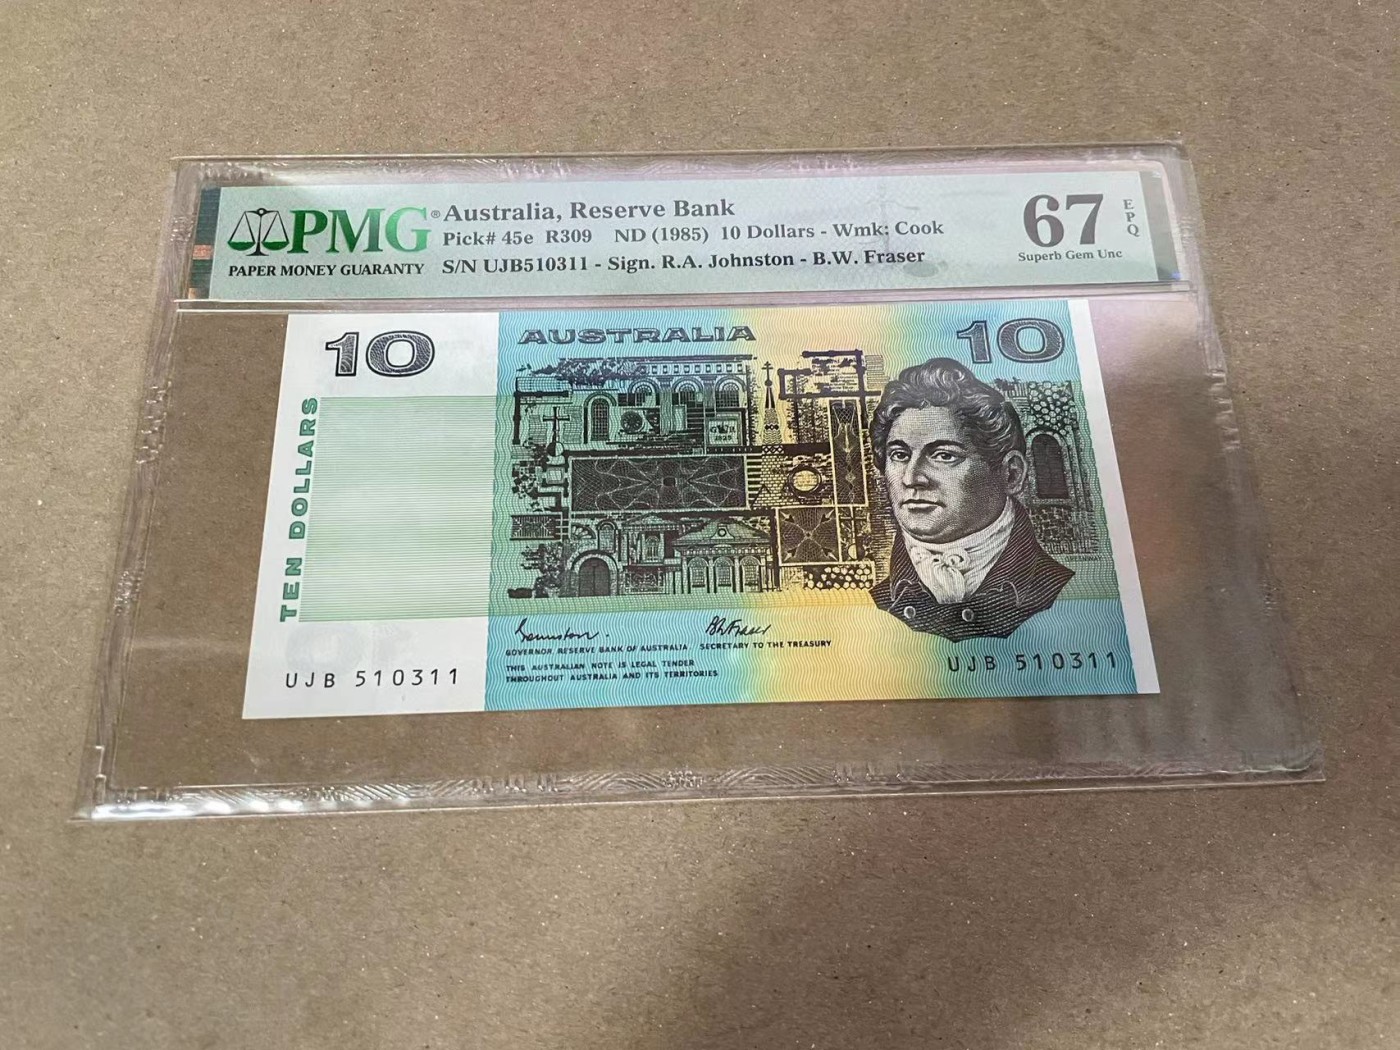 PMG®
PAPER MONEY GUARANTY
Australia, Reserve Bank
Pick# 45e R309 ND (1985) 10 Dollars - Wmk: Cook
S/N UJB510311 - Sign. R.A. Johnston - B.W. Fraser
67
EPQ
Superb Gem Unc
10
AUSTRALIA
10
TEN DOLLARS
Johnston.
BWFraser
GOVERNOR, RESERVE BANK OF AUSTRALIA SECRETARY TO THE TREASURY
THIS AUSTRALIAN NOTE IS LEGAL TENDER
THROUGHOUT AUSTRALIA AND ITS TERRITORIES
UJB 510311
UJB 510311